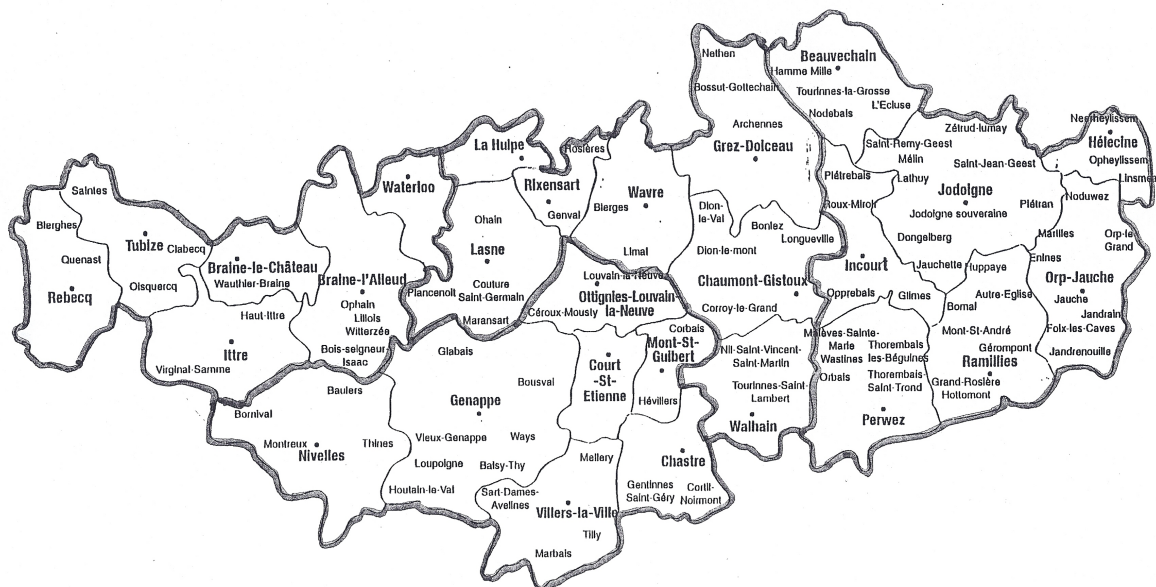 Nethen
Beauvechain
Hamme Mille
Bossut-Gottechain
Tourinnes-la-Grosse
L'Ecluse
Nodebais
Archennes
Zétrud-lumay
Grez-Dolceau
Saint-Remy-Geest
Mélin
Saint-Jean-Geest
Hélecine
Opheylissem
Linsmea
La Hulpe
Rosières
Rixensart
Genval
Wavre
Bierges
Limal
Piétrebais
Lathuy
Jodoigne
Jodoigne souveraine
Piétran
Noduwez
Roux-Miroir
Dongelberg
Marilles
Orp-le
Grand
Waterloo
Saintes
Bierghes
Tubize
Clabecq
Quenast
Oisquercq
Rebecq
Braine-le-Château
Wauthier-Braine
Braine-l'Alleud
Ophain
Lillois
Witterzée
Bois-seigneur
Isaac
Haut-Ittre
Ittre
Virginal-Samme
Ohain
Lasne
Couture
Saint-Germain
Plancenoit
Maransart
Dion-
le-Val
Bonlez
Longueville
Dion-le-mont
Chaumont-Gistoux
Corroy-le-Grand
Louvain-la-Neuve
Ottignies-Louvain-
la-Neuve
Céroux-Mously
Incourt
Opprebais
Glimes
Jauchette
Huppaye
Enines
Orp-Jauche
Jauche
Jandrain
Folx-les-Caves
Jandrenouille
Autre-Eglise
Bomal
Mont-St-André
Gérompont
Ramillies
Grand-Rosière
Hottomont
Corbais
Mont-St-
Guibert
Hévillers
Court
-St-
Etienne
Nil-Saint-Vincent-
Saint-Martin
Tourinnes-Saint-
Lambert
Walhain
Malèves-Sainte-
Marie
Wastines
Orbais
Thorembais
les-Béguines
Thorembais-
Saint-Trond
Perwez
Glabais
Bousval
Genappe
Vieux-Genappe
Ways
Loupoigne
Baisy-Thy
Houtain-le-Val
Baulers
Bornival
Montreux
Nivelles
Thines
Mellery
Sart-Dames-
Avelines
Villers-la-Ville
Tilly
Marbais
Chastre
Gentinnes
Saint-Géry
Cortil-
Noirmont